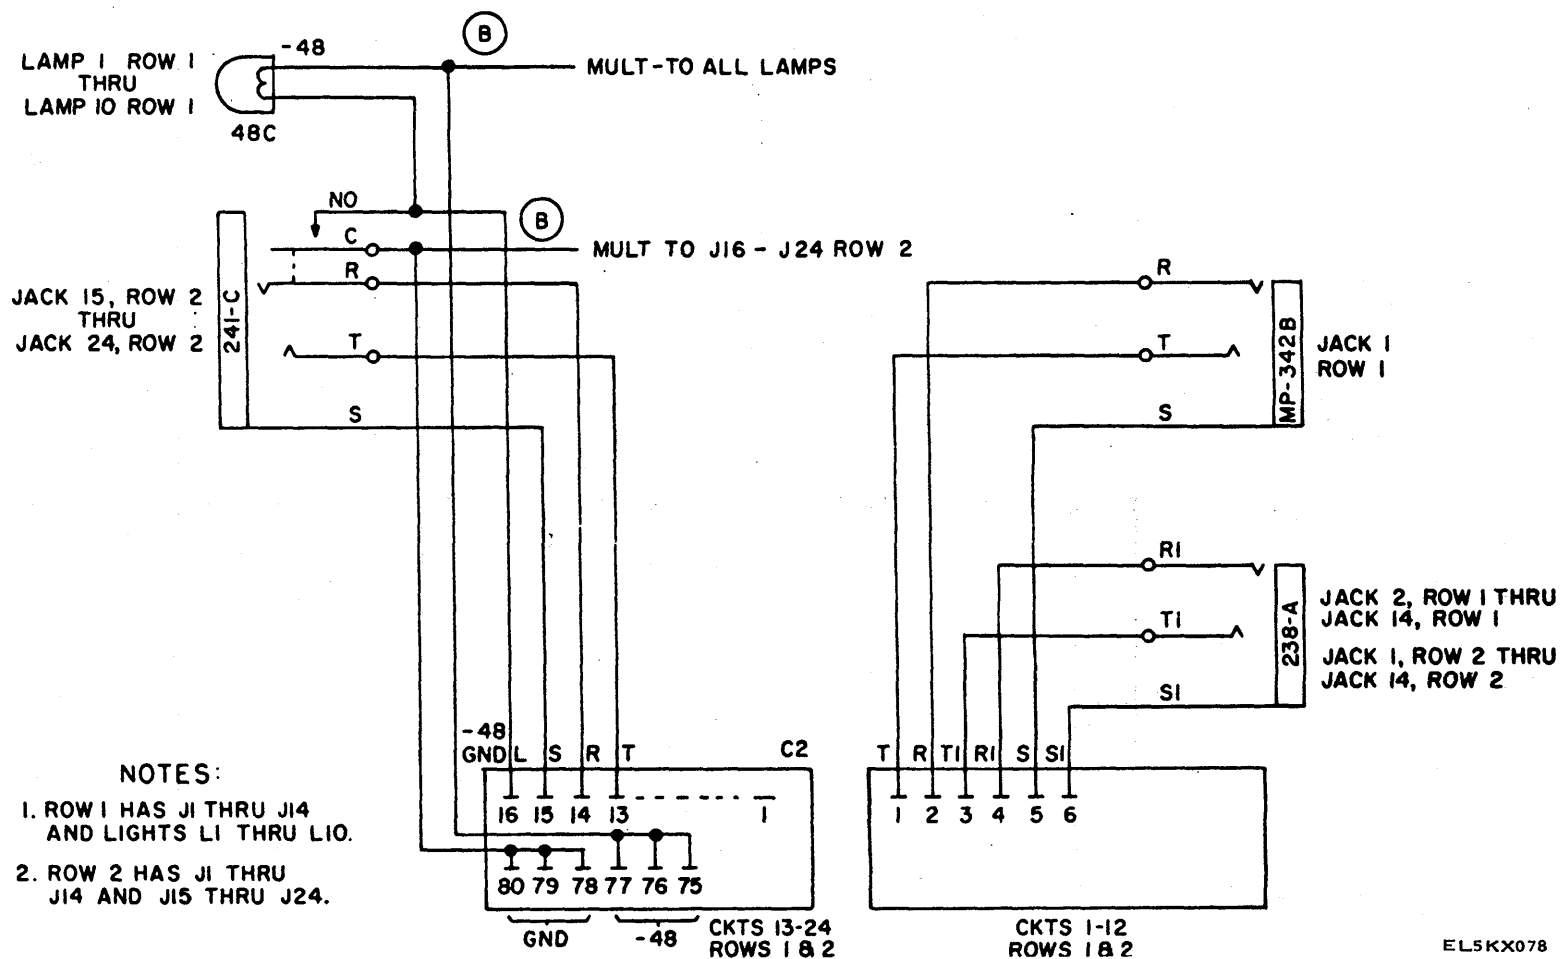 B
-48
LAMP 1 ROW 1
THRU
LAMP 10 ROW 1
MULT-TO ALL LAMPS
48C
NO
B
C
MULT TO J16 - J24 ROW 2
R
JACK 15, ROW 2
THRU
JACK 24, ROW 2
241-C
T
S
R
T
S
MP-342B
JACK 1
ROW 1
R1
T1
S1
238-A
JACK 2, ROW 1 THRU
JACK 14, ROW 1
JACK 1, ROW 2 THRU
JACK 14, ROW 2
-48
GND L S R T C2
16 15 14 13 1
80 79 78 77 76 75
GND -48
CKTS 13-24
ROWS 1 & 2
T R T1 R1 S S1
1 2 3 4 5 6
CKTS 1-12
ROWS 1 & 2
NOTES:
1. ROW 1 HAS J1 THRU J14
AND LIGHTS L1 THRU L10.
2. ROW 2 HAS J1 THRU
J14 AND J15 THRU J24.
EL5KX078